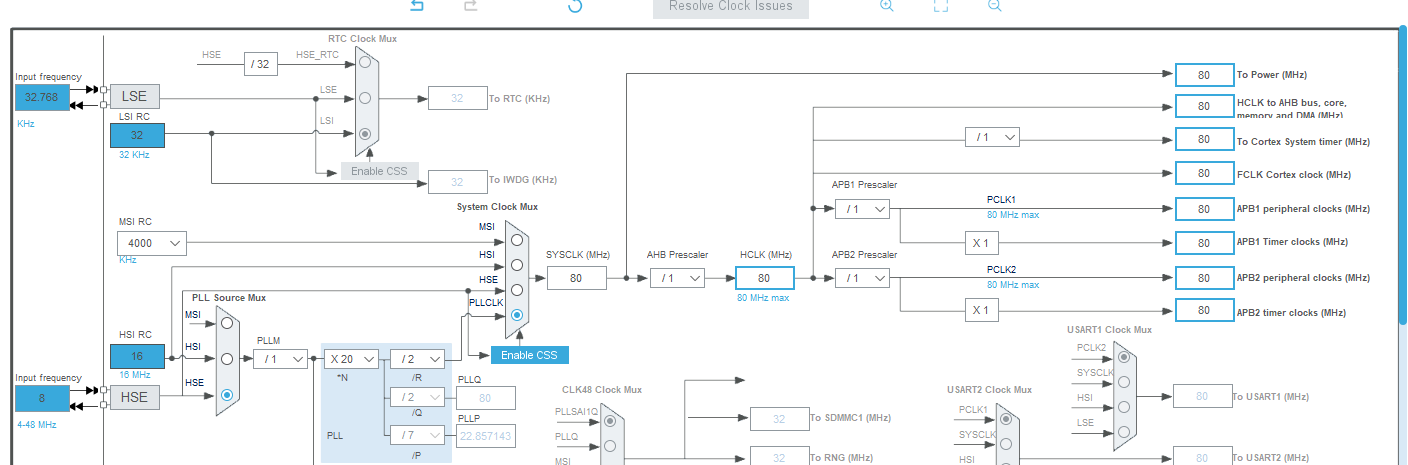 Resolve Clock Issues
RTC Clock Mux
HSE
/ 32
HSE_RTC
Input frequency
32.768
KHz
LSE
LSE
LSI RC
32
32 KHz
LSI
32
To RTC (KHz)
Enable CSS
32
To IWDG (KHz)
System Clock Mux
MSI RC
4000
KHz
MSI
HSI
HSE
PLLCLK
SYSCLK (MHz)
80
AHB Prescaler
/ 1
HCLK (MHz)
80
80 MHz max
80
To Power (MHz)
80
HCLK to AHB bus, core,
memory and DMA (MHz)
/ 1
80
To Cortex System timer (MHz)
80
FCLK Cortex clock (MHz)
APB1 Prescaler
/ 1
PCLK1
80 MHz max
80
APB1 peripheral clocks (MHz)
X 1
80
APB1 Timer clocks (MHz)
APB2 Prescaler
/ 1
PCLK2
80 MHz max
80
APB2 peripheral clocks (MHz)
X 1
80
APB2 timer clocks (MHz)
PLL Source Mux
MSI
HSI RC
16
16 MHz
HSI
HSE
Input frequency
8
4-48 MHz
HSE
PLLM
/ 1
X 20
*N
/ 2
/R
/ 2
/Q
/ 7
/P
PLL
PLLQ
80
PLLP
22.857143
Enable CSS
CLK48 Clock Mux
PLLSAI1Q
PLLQ
MSI
32
To SDMMC1 (MHz)
32
To RNG (MHz)
USART1 Clock Mux
PCLK2
SYSCLK
HSI
LSE
80
To USART1 (MHz)
USART2 Clock Mux
PCLK1
SYSCLK
HSI
80
To USART2 (MHz)